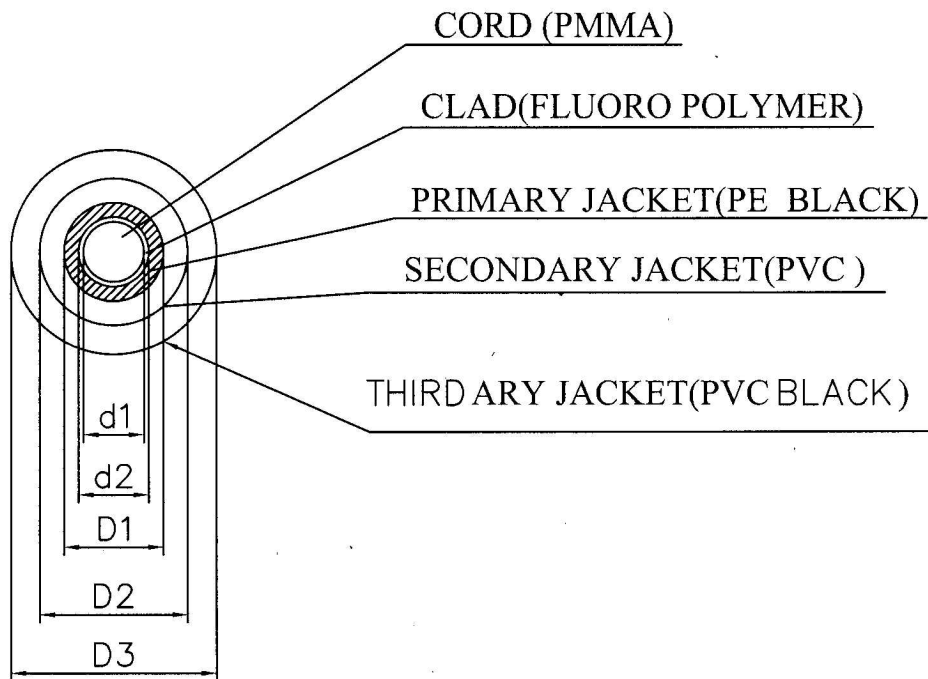 CORD (PMMA)
CLAD(FLUORO POLYMER)
PRIMARY JACKET(PE BLACK)
SECONDARY JACKET(PVC )
THIRD ARY JACKET(PVC BLACK )
d1
d2
D1
D2
D3